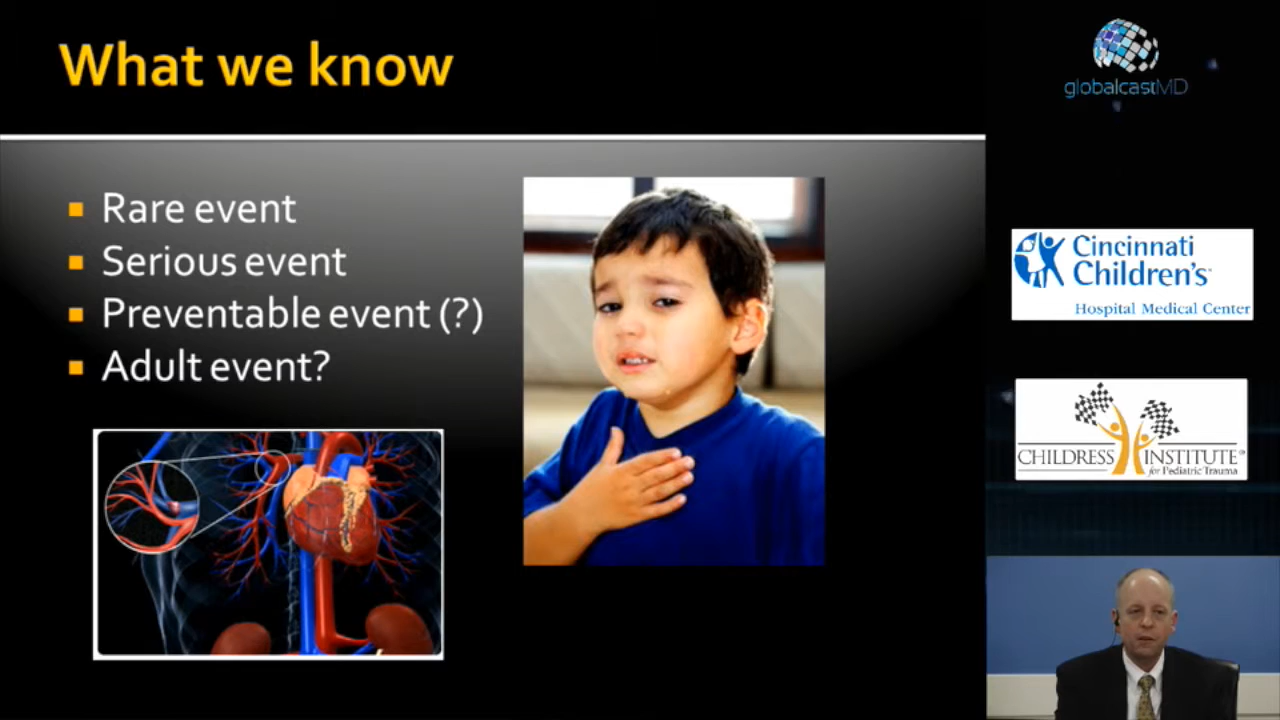 What we know
Rare event
Serious event
Preventable event (?)
Adult event?
globalcastMD
Cincinnati
Children's
Hospital Medical Center
CHILDRESS INSTITUTE
for Pediatric Trauma